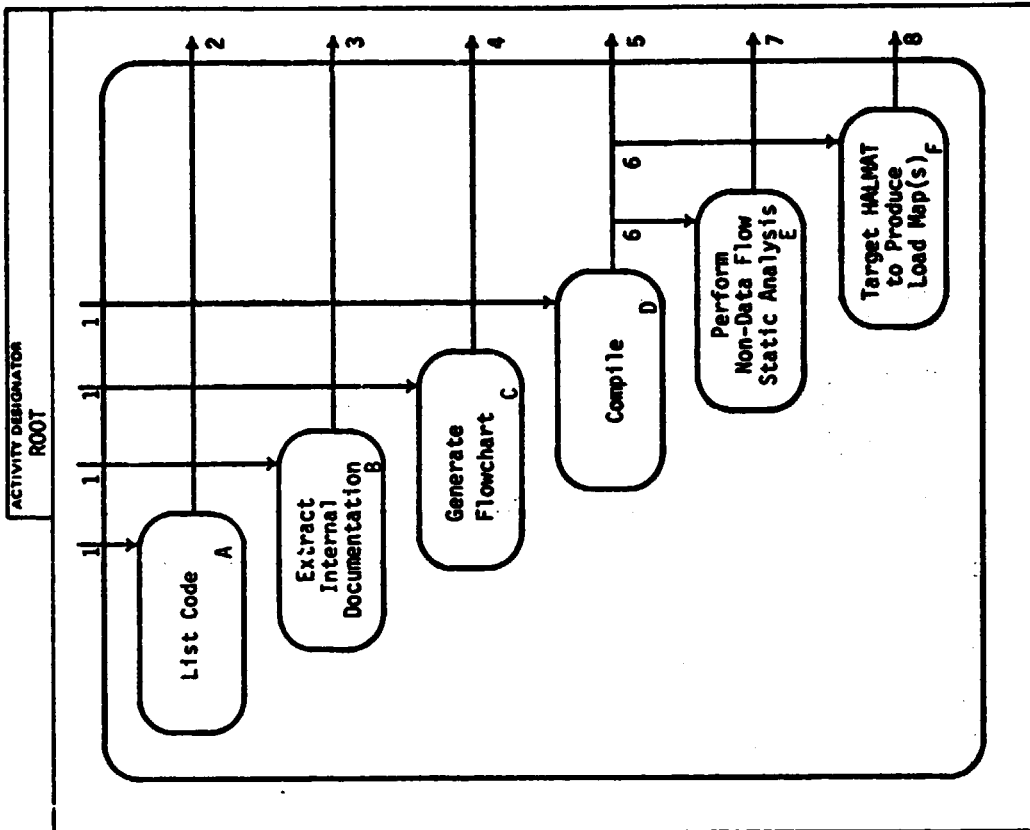 ACTIVITY DESIGNATOR
ROOT
1
1
1
1
List Code
A
2
Extract
Internal
Documentation
B
3
Generate
Flowchart
C
4
Compile
D
5
6
6
Perform
Non-Data Flow
Static Analysis
E
7
Target HALMAT
to Produce
Load Map(s)
F
8